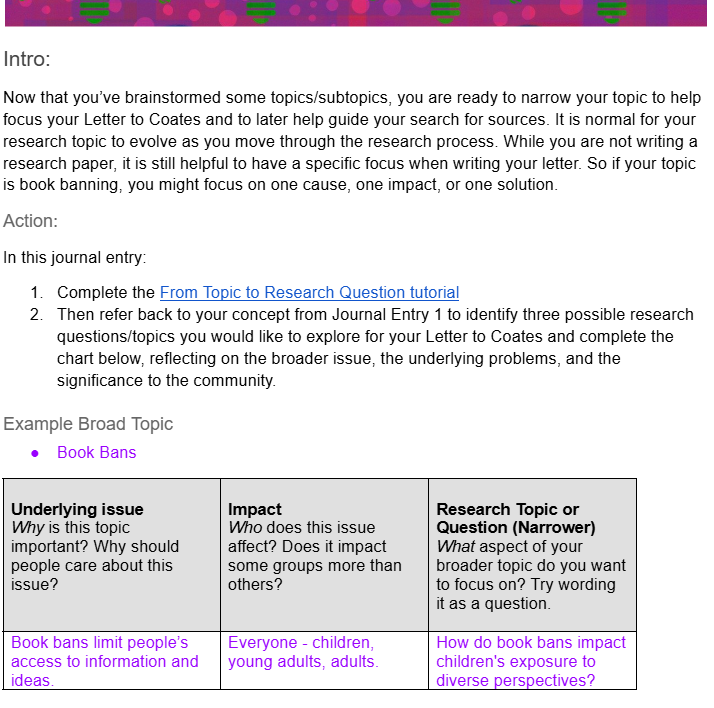 Intro:
Now that you’ve brainstormed some topics/subtopics, you are ready to narrow your topic to help
focus your Letter to Coates and to later help guide your search for sources. It is normal for your
research topic to evolve as you move through the research process. While you are not writing a
research paper, it is still helpful to have a specific focus when writing your letter. So if your topic
is book banning, you might focus on one cause, one impact, or one solution.
Action:
In this journal entry:
1. Complete the From Topic to Research Question tutorial
2. Then refer back to your concept from Journal Entry 1 to identify three possible research
questions/topics you would like to explore for your Letter to Coates and complete the
chart below, reflecting on the broader issue, the underlying problems, and the
significance to the community.
Example Broad Topic
● Book Bans
Underlying issue
Why is this topic
important? Why should
people care about this
issue?
Impact
Who does this issue
affect? Does it impact
some groups more than
others?
Research Topic or
Question (Narrower)
What aspect of your
broader topic do you want
to focus on? Try wording
it as a question.
Book bans limit people’s
access to information and
ideas.
Everyone - children,
young adults, adults.
How do book bans impact
children's exposure to
diverse perspectives?